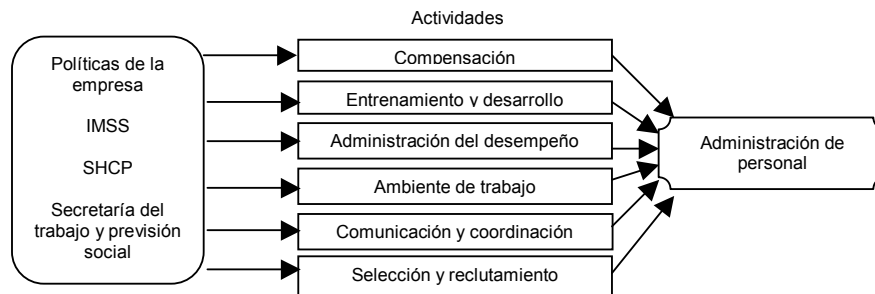 Actividades
Políticas de la
empresa
IMSS
SHCP
Secretaría del
trabajo y previsión
social
Compensación
Entrenamiento y desarrollo
Administración del desempeño
Ambiente de trabajo
Comunicación y coordinación
Selección y reclutamiento
Administración de
personal